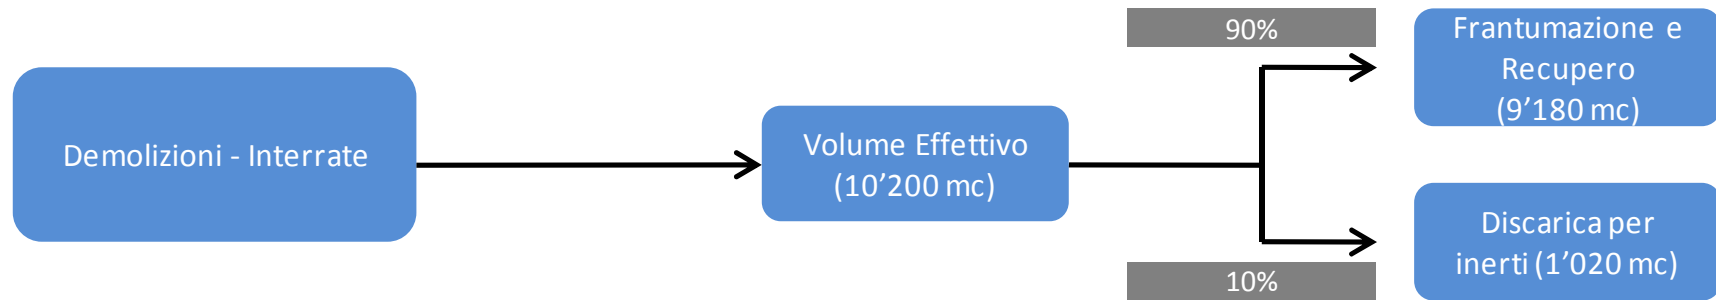 Demolizioni - Interrate
Volume Effettivo
(10’200 mc)
90%
Frantumazione e
Recupero
(9’180 mc)
10%
Discarica per
inerti (1’020 mc)